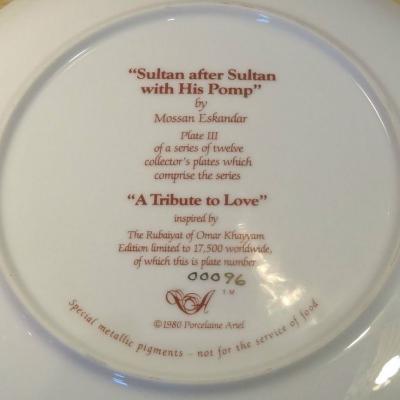 "Sultan after Sultan
with His Pomp"
by
Mossan Eskandar
Plate III
of a series of twelve
collector's plates which
comprise the series
"A Tribute to Love"
inspired by
The Rubaiyat of Omar Khayyam
Edition limited to 17,500 worldwide,
of which this is plate number
00096
A TM
©1980 Porcelaine Ariel
Special metallic pigments - not for the service of food